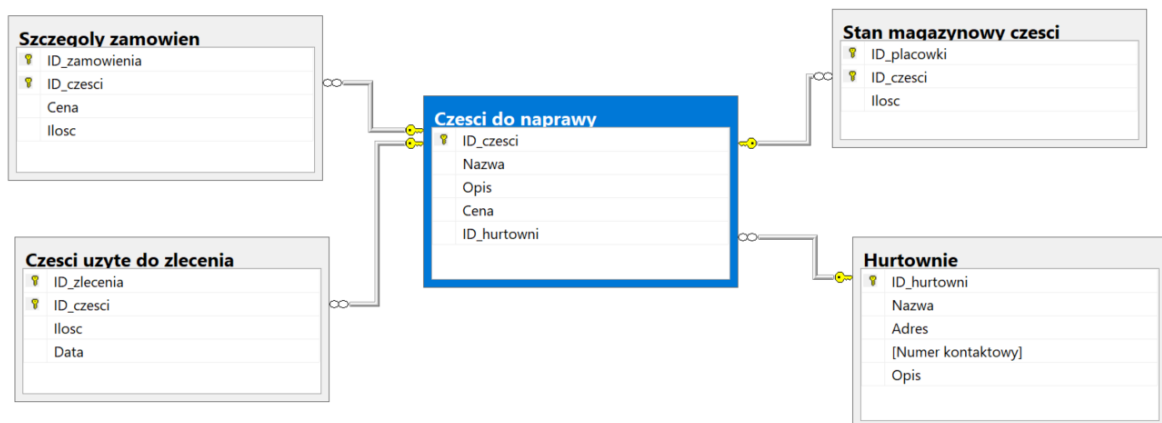 Szczegoly zamowien
ID_zamowienia
ID_czesci
Cena
Ilosc
Czesci uzyte do zlecenia
ID_zlecenia
ID_czesci
Ilosc
Data
Czesci do naprawy
ID_czesci
Nazwa
Opis
Cena
ID_hurtowni
Stan magazynowy czesci
ID_placowki
ID_czesci
Ilosc
Hurtownie
ID_hurtowni
Nazwa
Adres
[Numer kontaktowy]
Opis